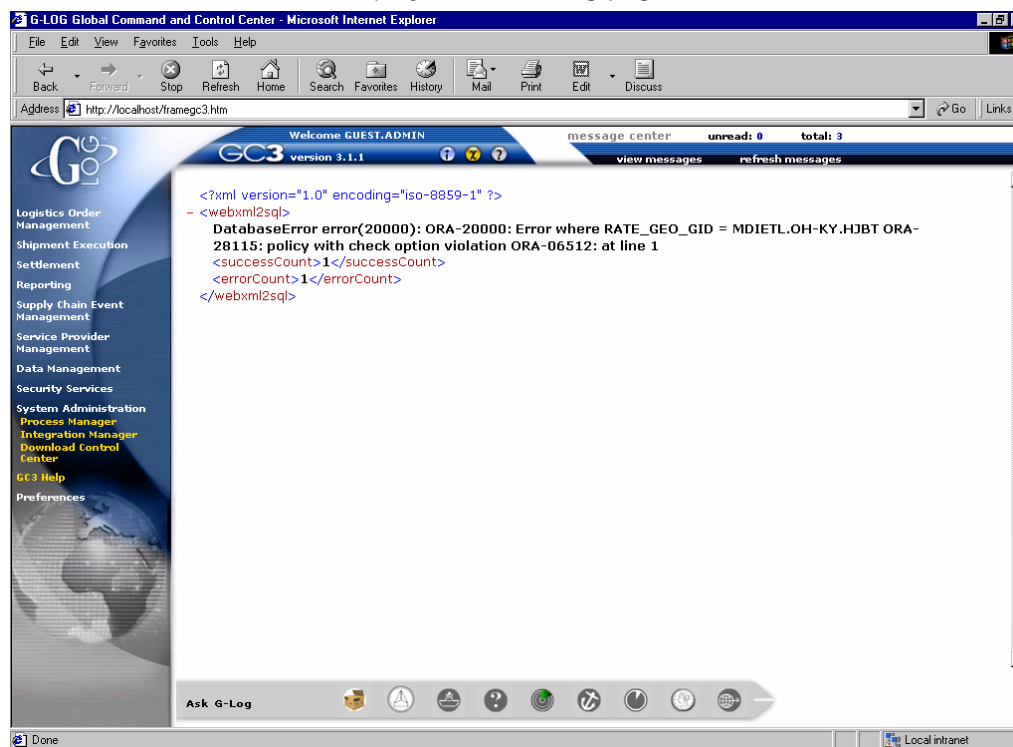 G-LOG Global Command and Control Center - Microsoft Internet Explorer
File Edit View Favorites Tools Help
Back Forward Stop Refresh Home Search Favorites History Mail Print Edit Discuss
Address http://localhost/framegc3.htm Go Links
GLOG
Welcome GUEST.ADMIN message center unread: 0 total: 3
GC3 version 3.1.1 view messages refresh messages
<?xml version="1.0" encoding="iso-8859-1" ?>
- <webxml2sql>
DatabaseError error(20000): ORA-20000: Error where RATE_GEO_GID = MDIETL.OH-KY.HJBT ORA-
28115: policy with check option violation ORA-06512: at line 1
<successCount>1</successCount>
<errorCount>1</errorCount>
</webxml2sql>
Logistics Order
Management
Shipment Execution
Settlement
Reporting
Supply Chain Event
Management
Service Provider
Management
Data Management
Security Services
System Administration
Process Manager
Integration Manager
Download Control
Center
GC3 Help
Preferences
Ask G-Log
Done Local intranet